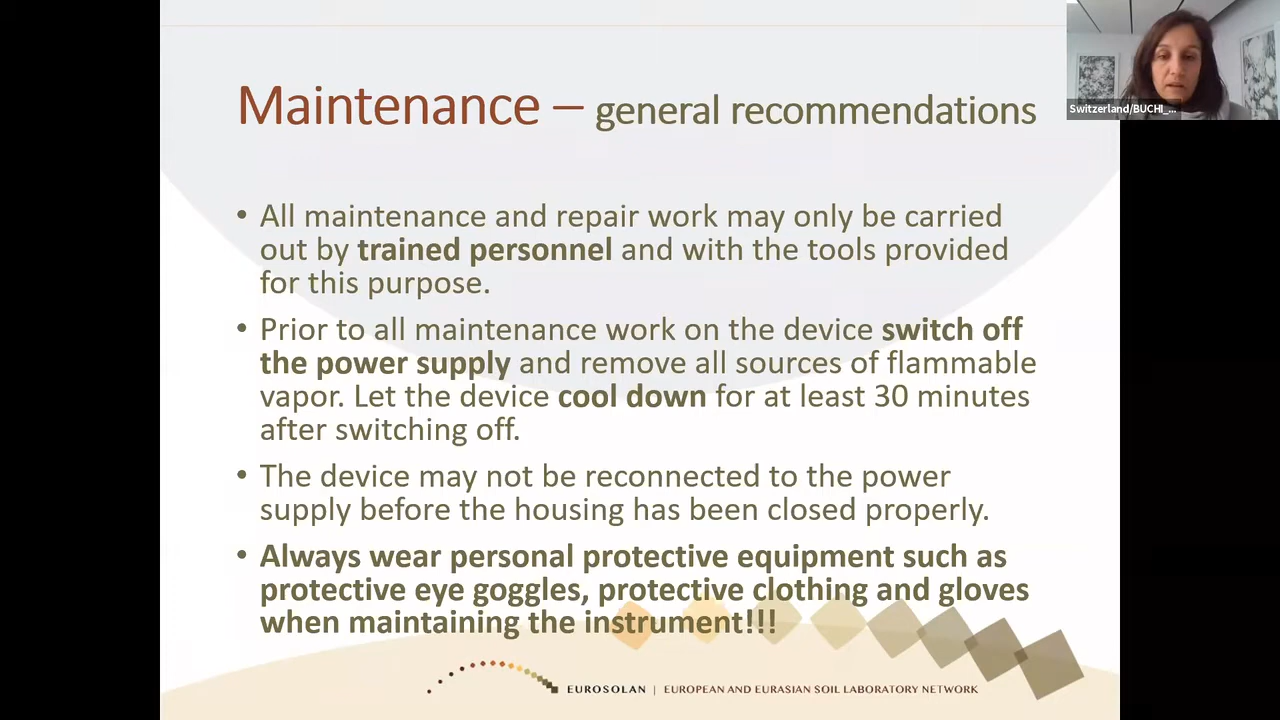 Switzerland/BUCHI_...
Maintenance – general recommendations
• All maintenance and repair work may only be carried
out by trained personnel and with the tools provided
for this purpose.
• Prior to all maintenance work on the device switch off
the power supply and remove all sources of flammable
vapor. Let the device cool down for at least 30 minutes
after switching off.
• The device may not be reconnected to the power
supply before the housing has been closed properly.
• Always wear personal protective equipment such as
protective eye goggles, protective clothing and gloves
when maintaining the instrument!!!
EUROSOLAN | EUROPEAN AND EURASIAN SOIL LABORATORY NETWORK